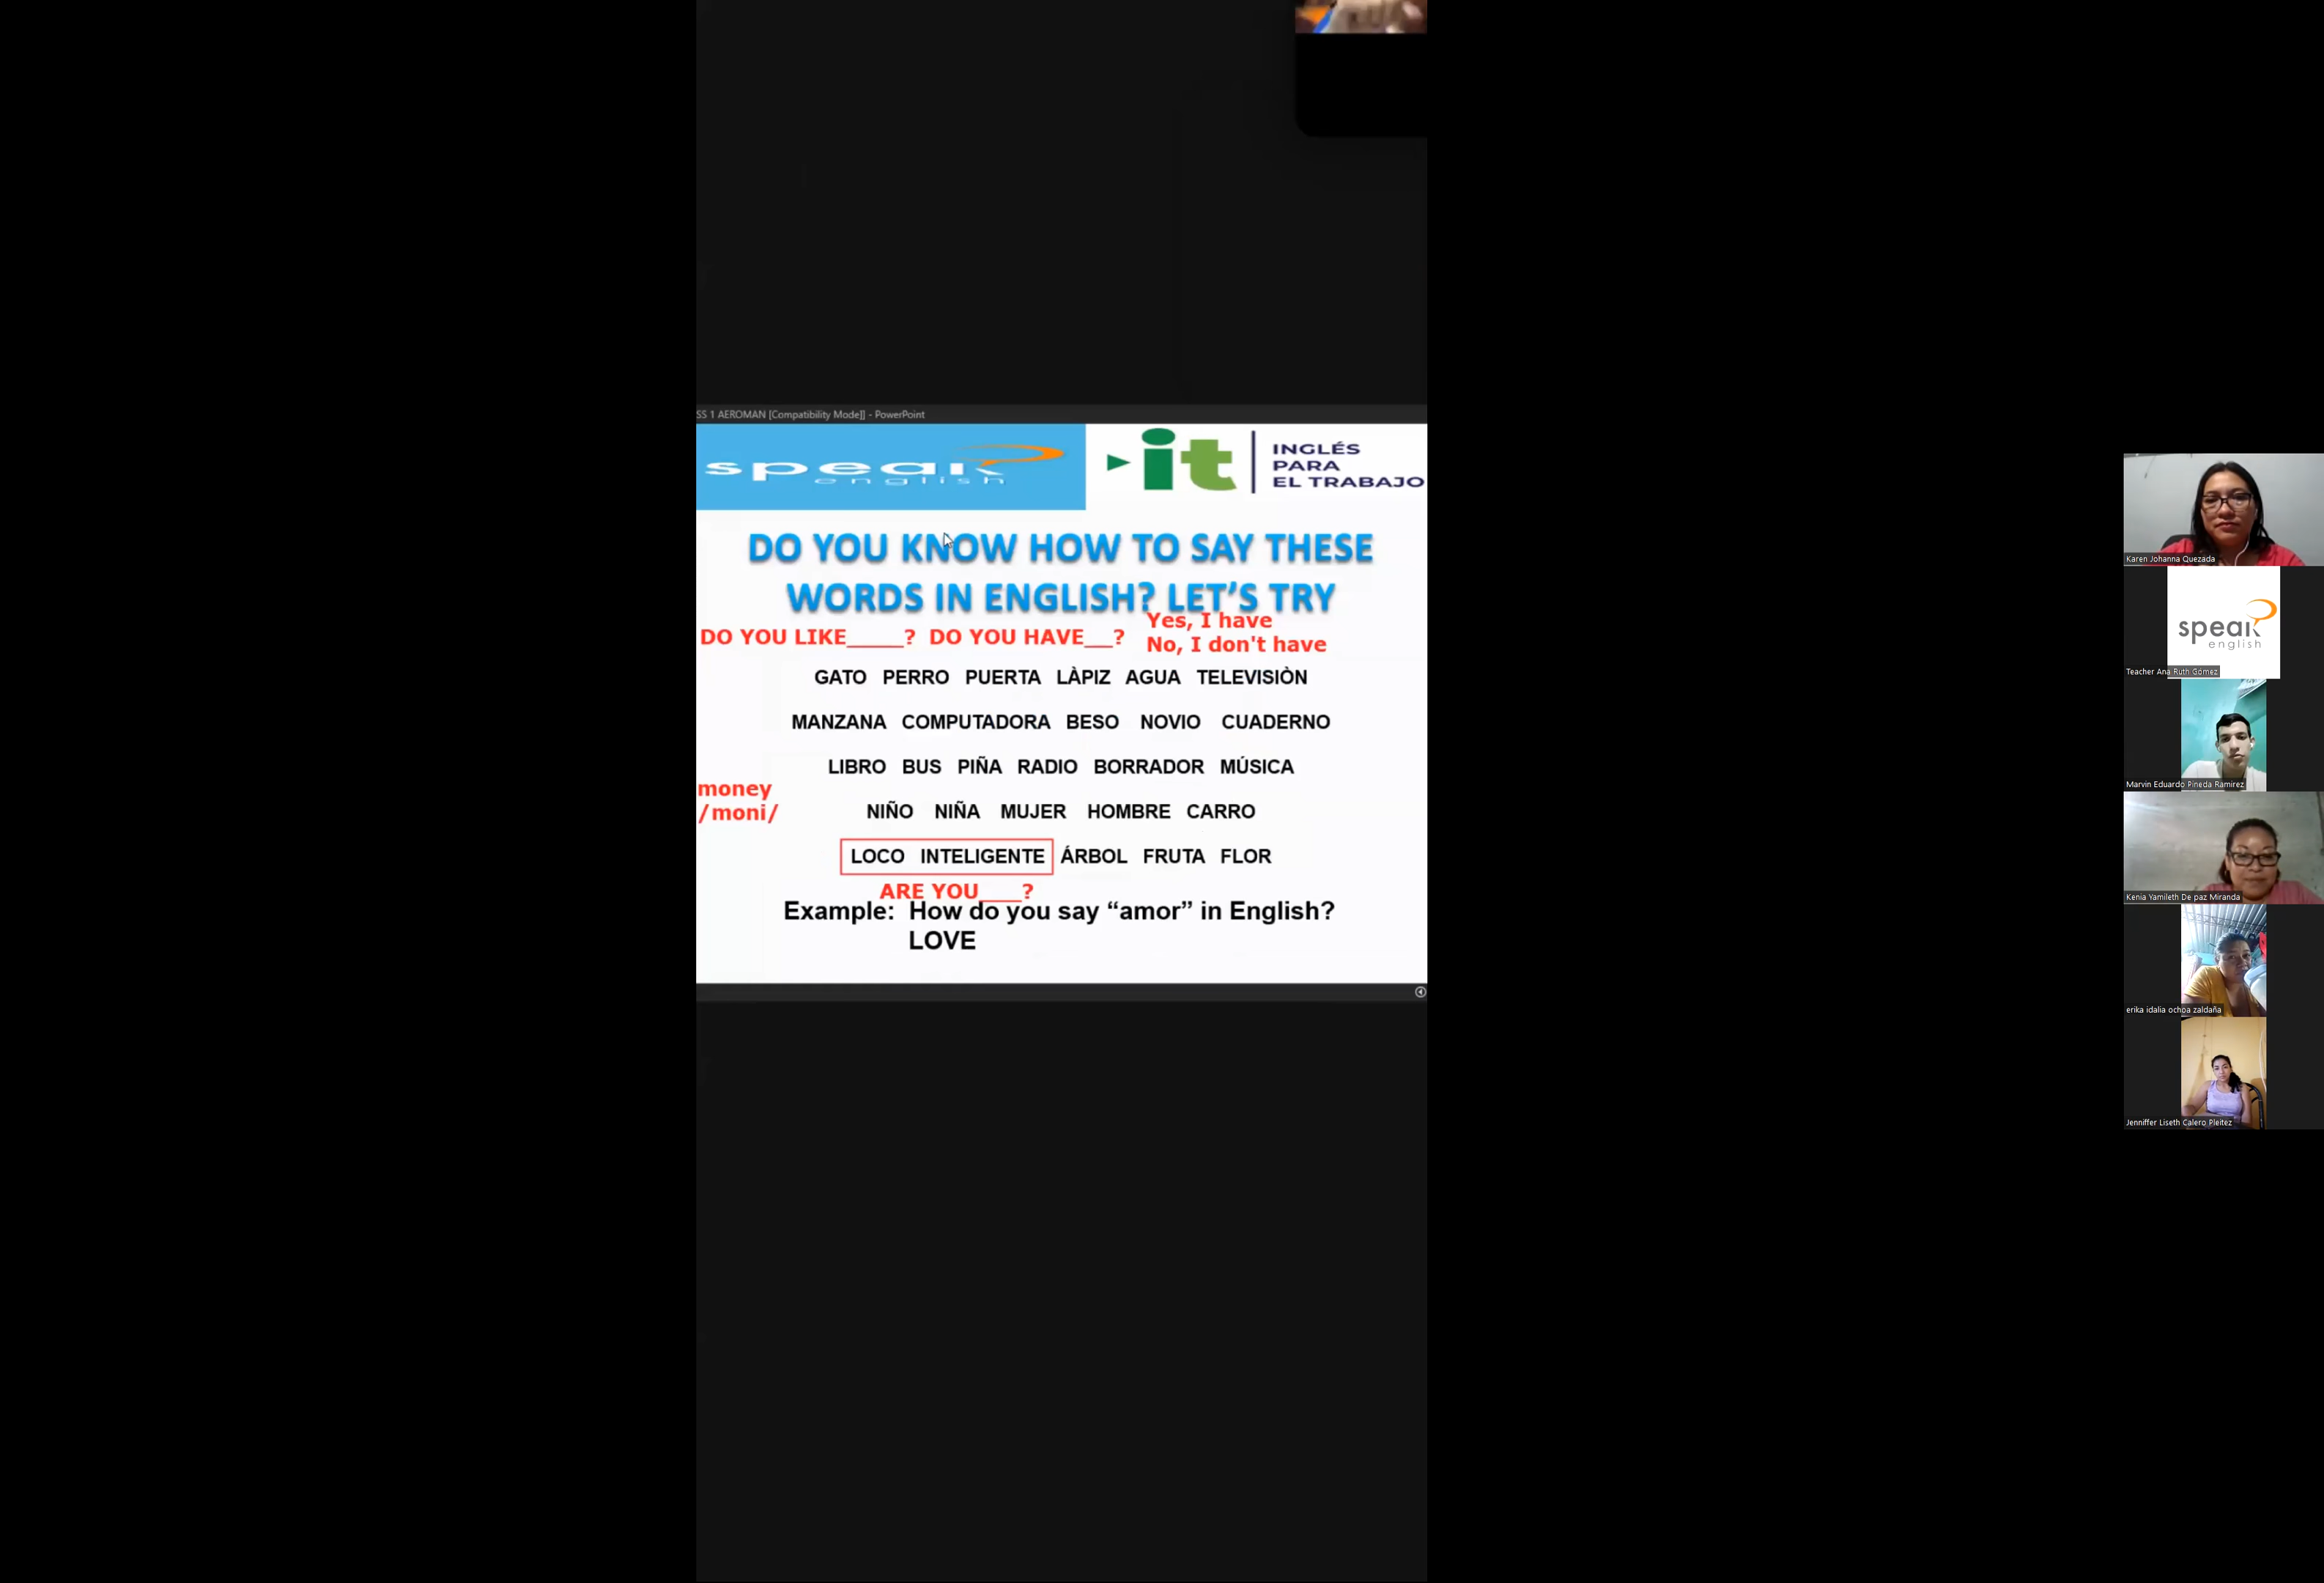 SS 1 AEROMAN [Compatibility Mode]] - PowerPoint
speak
english
it
INGLÉS
PARA
EL TRABAJO
DO YOU KNOW HOW TO SAY THESE
WORDS IN ENGLISH? LET'S TRY
Yes, I have
DO YOU LIKE_____? DO YOU HAVE__?
No, I don't have
GATO PERRO PUERTA LÀPIZ AGUA TELEVISIÒN
MANZANA COMPUTADORA BESO NOVIO CUADERNO
LIBRO BUS PIÑA RADIO BORRADOR MÚSICA
money
/moni/
NIÑO NIÑA MUJER HOMBRE CARRO
LOCO INTELIGENTE ÁRBOL FRUTA FLOR
ARE YOU____?
Example: How do you say “amor” in English?
LOVE
Karen Johanna Quezada
speak
english
Teacher Ana Ruth Gómez
Marvin Eduardo Pineda Ramirez
Kenia Yamileth De paz Miranda
erika idalia ochoa zaldaña
Jenniffer Liseth Calero Pleitez